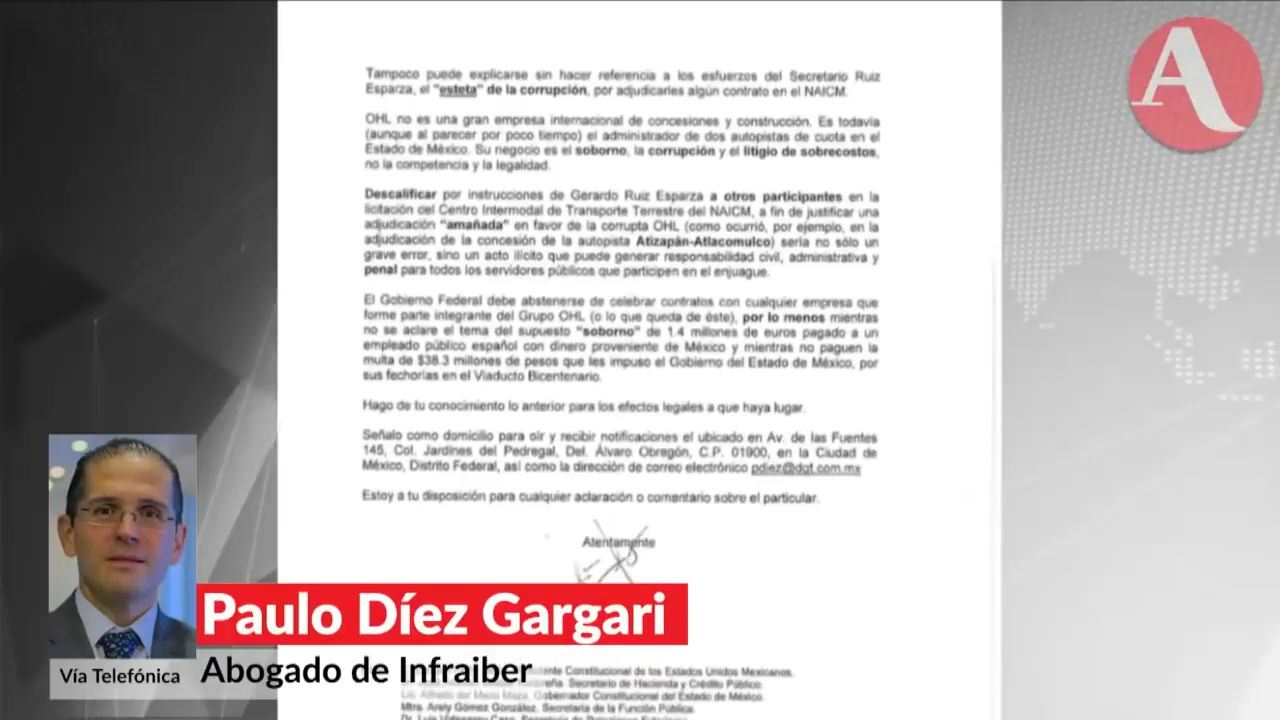 Tampoco puede explicarse sin hacer referencia a los esfuerzos del Secretario Ruiz
Esparza, el "esteta" de la corrupción, por adjudicarles algún contrato en el NAICM.
OHL no es una gran empresa internacional de concesiones y construcción. Es todavía
(aunque al parecer por poco tiempo) el administrador de dos autopistas de cuota en el
Estado de México. Su negocio es el soborno, la corrupción y el litigio de sobrecostos,
no la competencia y la legalidad.
Descalificar por instrucciones de Gerardo Ruiz Esparza a otros participantes en la
licitación del Centro Intermodal de Transporte Terrestre del NAICM, a fin de justificar una
adjudicación "amañada" en favor de la corrupta OHL (como ocurrió, por ejemplo, en la
adjudicación de la concesión de la autopista Atizapán-Atlacomulco) sería no sólo un
grave error, sino un acto ilícito que puede generar responsabilidad civil, administrativa y
penal para todos los servidores públicos que participen en el enjuague.
El Gobierno Federal debe abstenerse de celebrar contratos con cualquier empresa que
forme parte integrante del Grupo OHL (o lo que queda de éste), por lo menos mientras
no se aclare el tema del supuesto "soborno" de 1.4 millones de euros pagado a un
empleado público español con dinero proveniente de México y mientras no paguen la
multa de $38.3 millones de pesos que les impuso el Gobierno del Estado de México, por
sus fechorías en el Viaducto Bicentenario.
Hago de tu conocimiento lo anterior para los efectos legales a que haya lugar.
Señalo como domicilio para oír y recibir notificaciones el ubicado en Av. de las Fuentes
145, Col. Jardines del Pedregal, Del. Álvaro Obregón, C.P. 01900, en la Ciudad de
México, Distrito Federal, así como la dirección de correo electrónico pdiez@dgt.com.mx
Estoy a tu disposición para cualquier aclaración o comentario sobre el particular.
Atentamente
A
Paulo Díez Gargari
Vía Telefónica
Abogado de Infraiber
Constitucional de los Estados Unidos Mexicanos.
Secretario de Hacienda y Crédito Público.
Gobernador Constitucional del Estado de México.
Mtra. Arely Gómez González. Secretaria de la Función Pública.